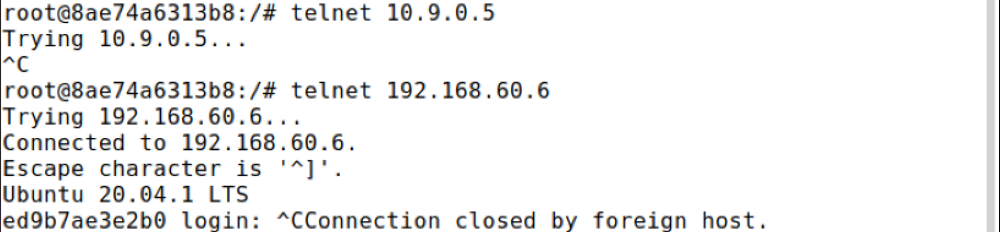 root@8ae74a6313b8:/# telnet 10.9.0.5
Trying 10.9.0.5...
^C
root@8ae74a6313b8:/# telnet 192.168.60.6
Trying 192.168.60.6...
Connected to 192.168.60.6.
Escape character is '^]'.
Ubuntu 20.04.1 LTS
ed9b7ae3e2b0 login: ^CConnection closed by foreign host.